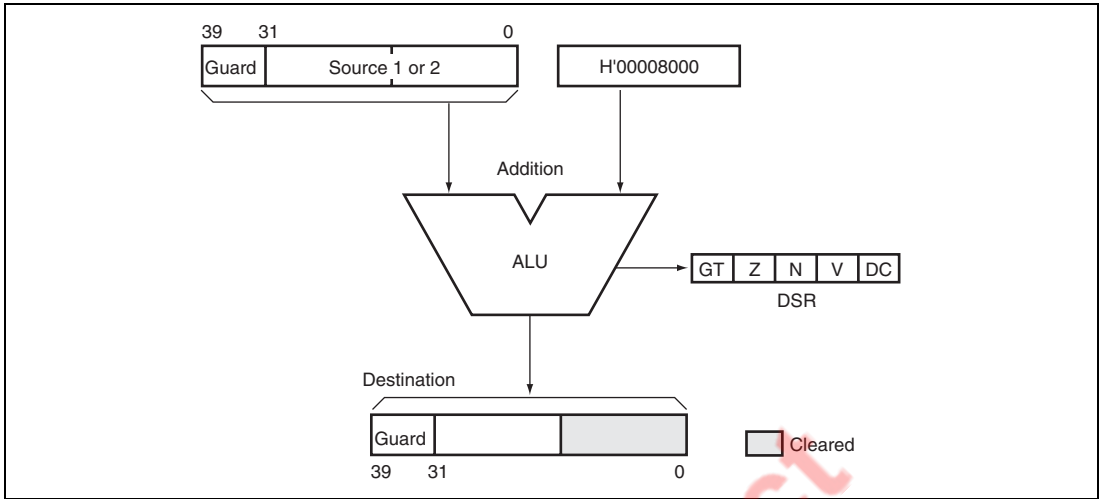 39 31 0
Guard Source 1 or 2
H'00008000
Addition
ALU
GT Z N V DC
DSR
Destination
Guard
Cleared
39 31 0